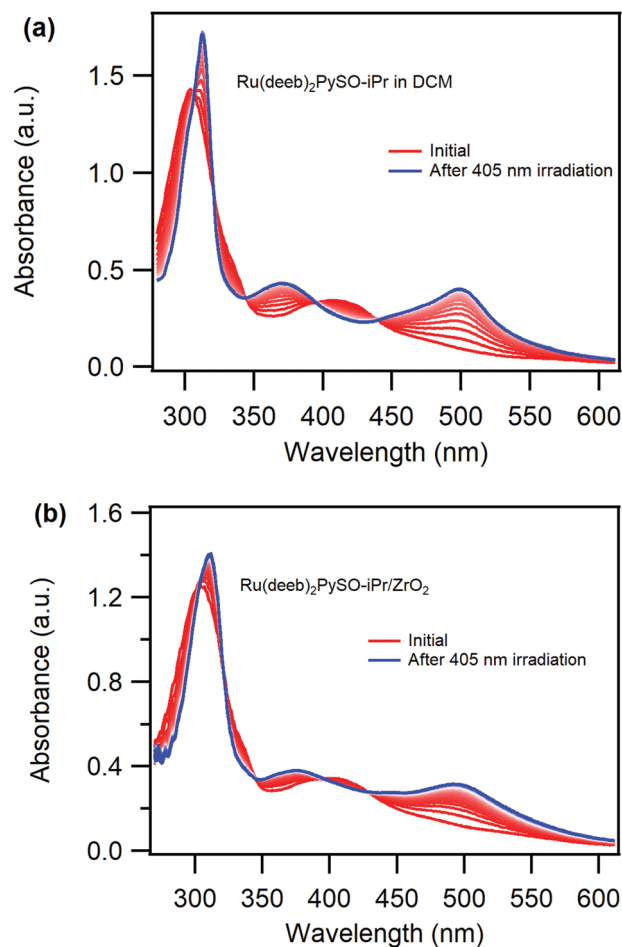 (a)
Ru(deeb)₂PySO-iPr in DCM
Initial
After 405 nm irradiation
Absorbance (a.u.)
1.5
1.0
0.5
0.0
300 350 400 450 500 550 600
Wavelength (nm)
(b)
Ru(deeb)₂PySO-iPr/ZrO₂
Initial
After 405 nm irradiation
Absorbance (a.u.)
1.6
1.2
0.8
0.4
0.0
300 350 400 450 500 550 600
Wavelength (nm)